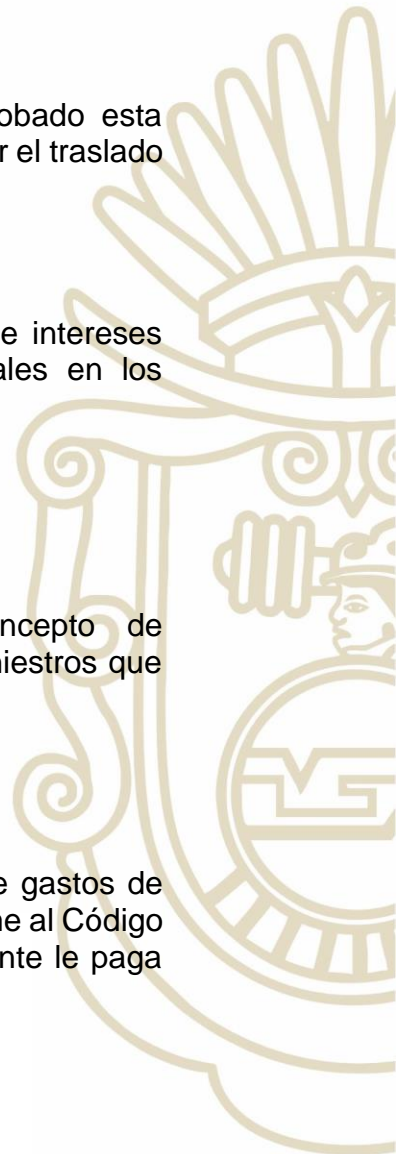 obado esta
r el traslado
e intereses
ales en los
ncepto de
niestros que
e gastos de
ne al Código
nte le paga